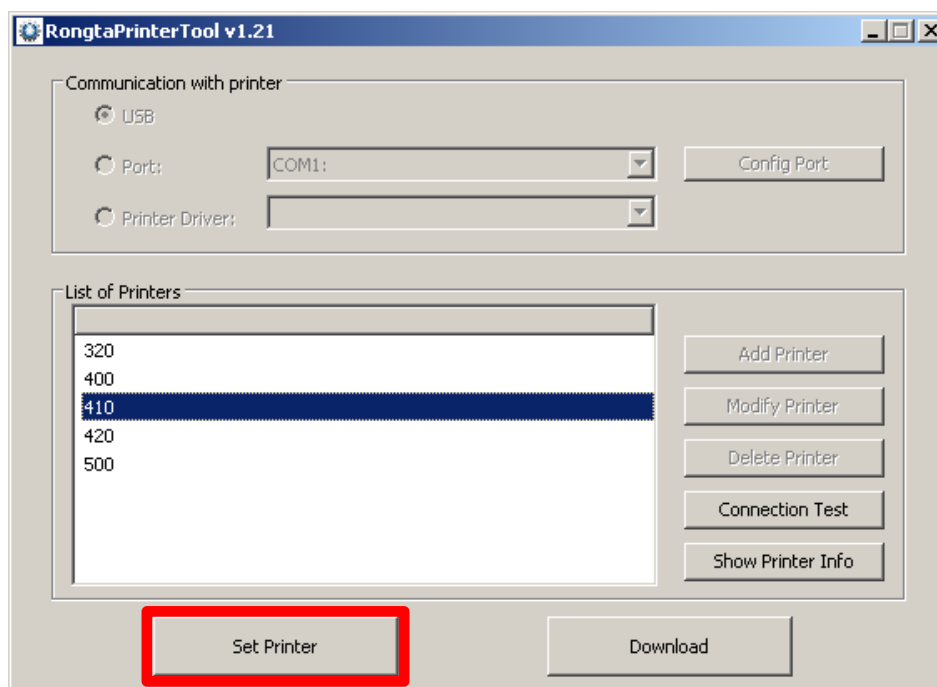 RongtaPrinterTool v1.21
Communication with printer
USB
Port:
COM1:
Config Port
Printer Driver:
List of Printers
320
400
410
420
500
Add Printer
Modify Printer
Delete Printer
Connection Test
Show Printer Info
Set Printer
Download